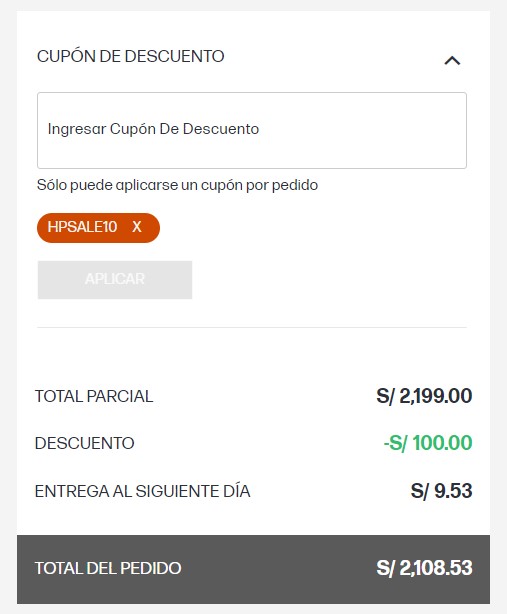 CUPÓN DE DESCUENTO
Ingresar Cupón De Descuento
Sólo puede aplicarse un cupón por pedido
HPSALE10 X
APLICAR
TOTAL PARCIAL S/ 2,199.00
DESCUENTO -S/ 100.00
ENTREGA AL SIGUIENTE DÍA S/ 9.53
TOTAL DEL PEDIDO S/ 2,108.53